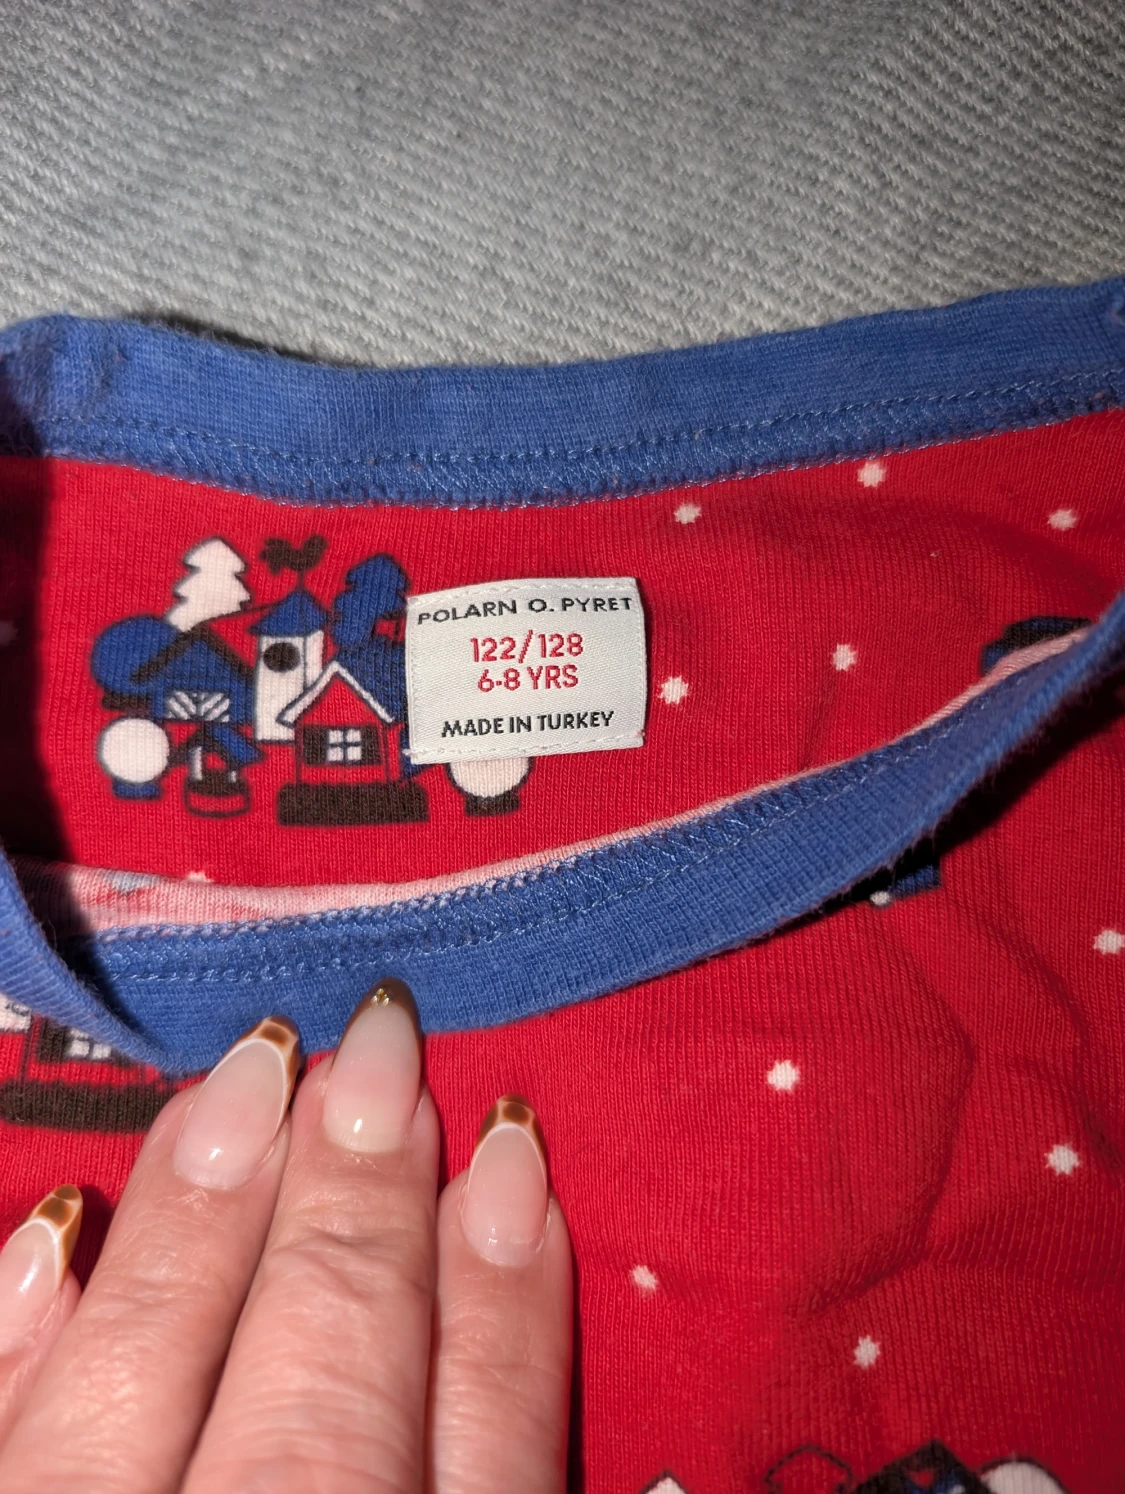 POLARN O. PYRET
122/128
6-8 YRS
MADE IN TURKEY